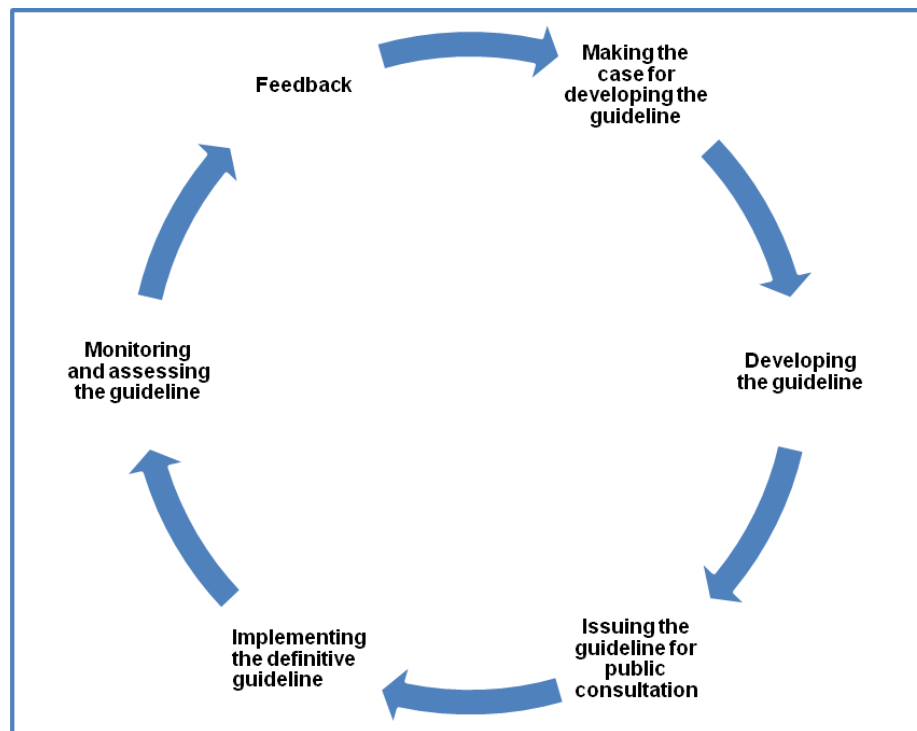 Making the
case for
developing the
guideline
Developing
the guideline
Issuing the
guideline for
public
consultation
Implementing
the definitive
guideline
Monitoring
and assessing
the guideline
Feedback